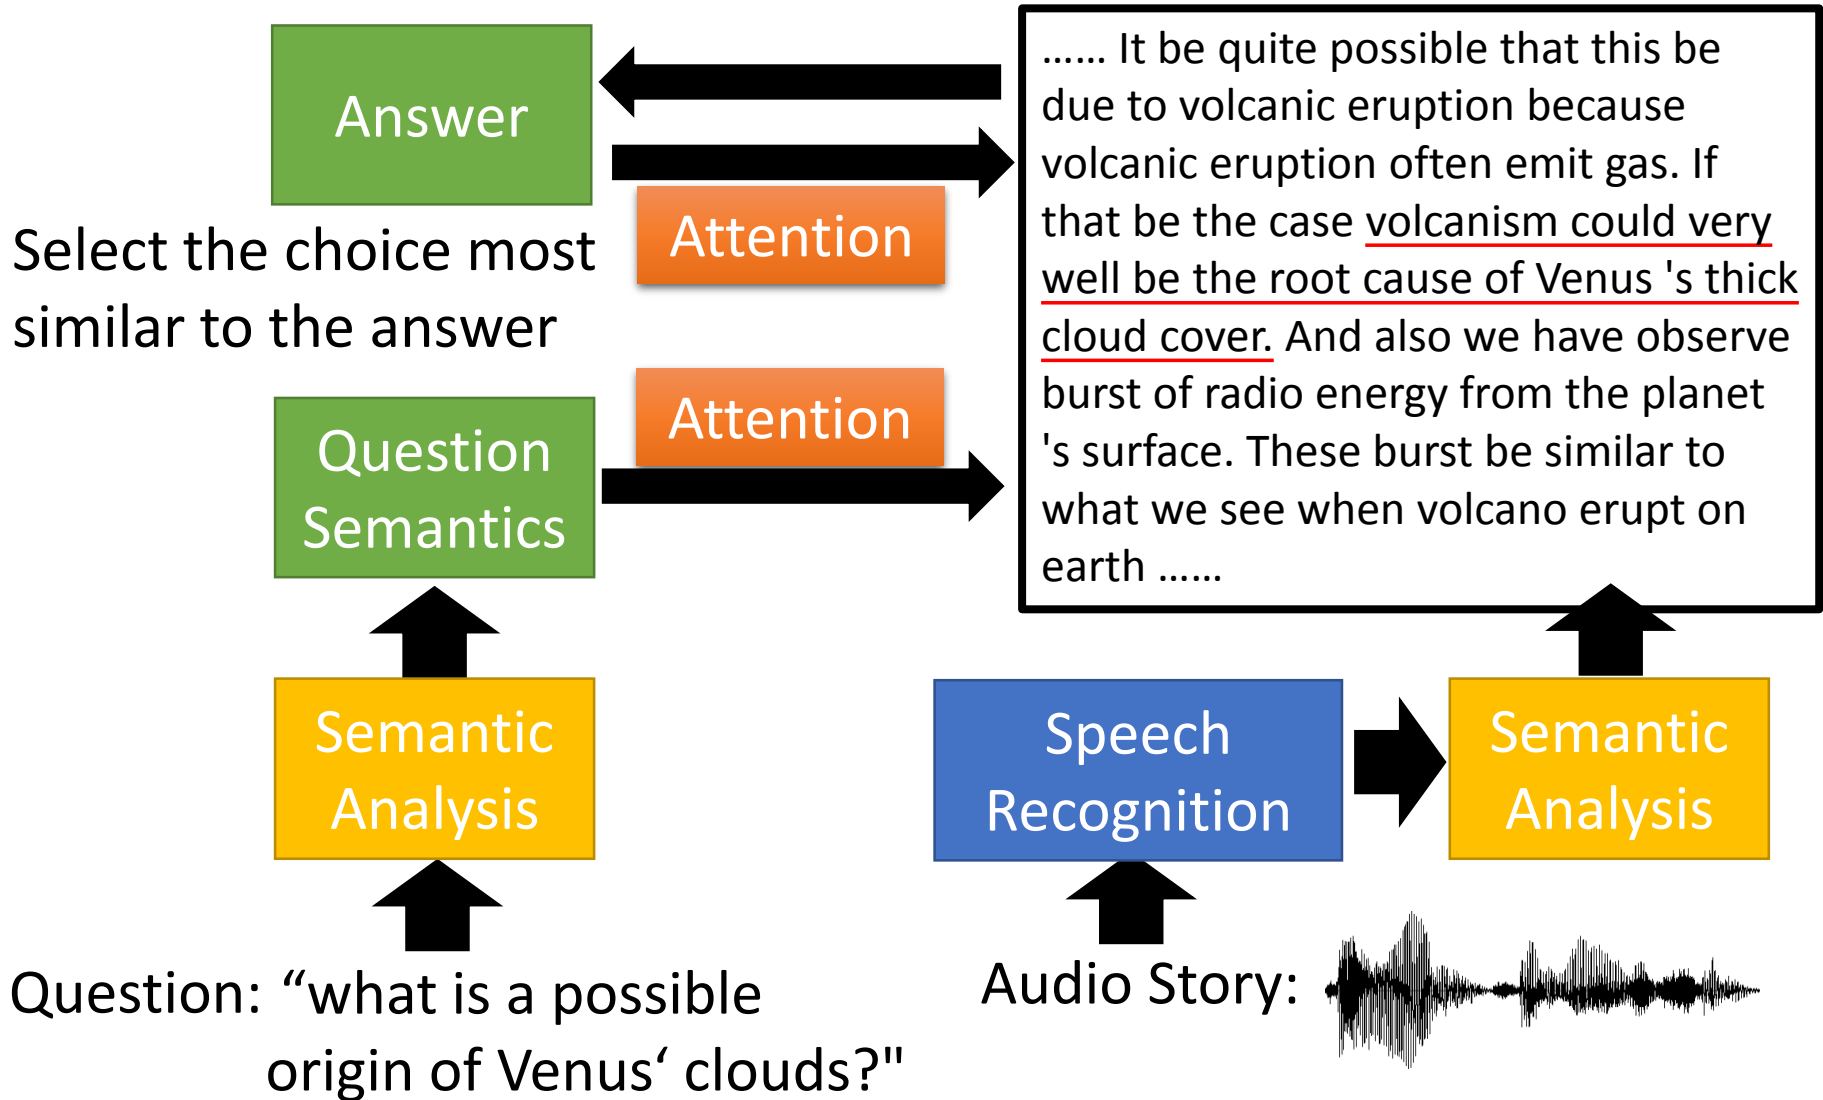 Answer
Select the choice most
similar to the answer
Attention
Attention
Question
Semantics
Semantic
Analysis
Question: “what is a possible
origin of Venus‘ clouds?"
…… It be quite possible that this be
due to volcanic eruption because
volcanic eruption often emit gas. If
that be the case volcanism could very
well be the root cause of Venus 's thick
cloud cover. And also we have observe
burst of radio energy from the planet
's surface. These burst be similar to
what we see when volcano erupt on
earth ……
Speech
Recognition
Semantic
Analysis
Audio Story: